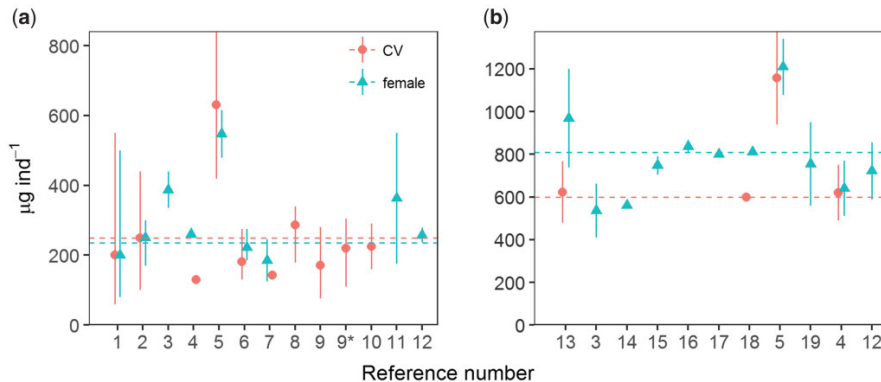 (a)
800
600
400
200
0
µg ind⁻¹
CV
female
1 2 3 4 5 6 7 8 9 9* 10 11 12
(b)
1200
1000
800
600
400
200
0
13 3 14 15 16 17 18 5 19 4 12
Reference number